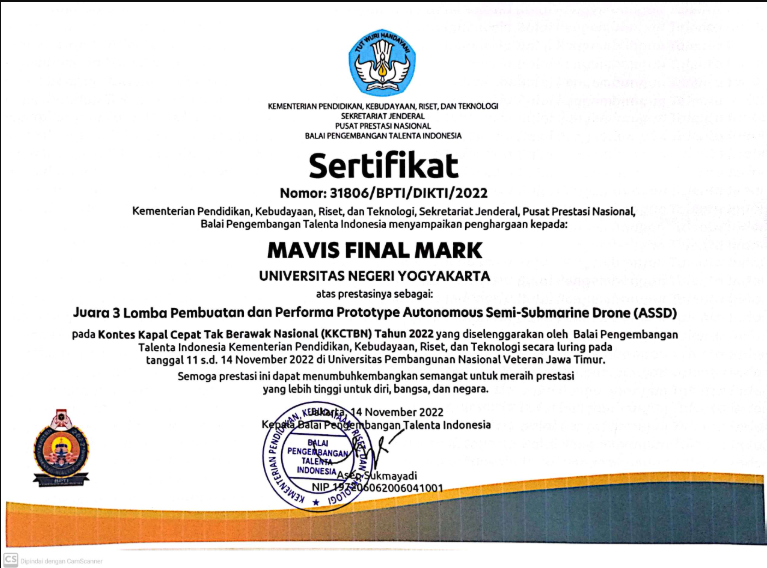 TUT WURI HANDAYANI
KEMENTERIAN PENDIDIKAN, KEBUDAYAAN, RISET, DAN TEKNOLOGI
SEKRETARIAT JENDERAL
PUSAT PRESTASI NASIONAL
BALAI PENGEMBANGAN TALENTA INDONESIA
Sertifikat
Nomor: 31806/BPTI/DIKTI/2022
Kementerian Pendidikan, Kebudayaan, Riset, dan Teknologi, Sekretariat Jenderal, Pusat Prestasi Nasional,
Balai Pengembangan Talenta Indonesia menyampaikan penghargaan kepada:
MAVIS FINAL MARK
UNIVERSITAS NEGERI YOGYAKARTA
atas prestasinya sebagai:
Juara 3 Lomba Pembuatan dan Performa Prototype Autonomous Semi-Submarine Drone (ASSD)
pada Kontes Kapal Cepat Tak Berawak Nasional (KKCTBN) Tahun 2022 yang diselenggarakan oleh Balai Pengembangan
Talenta Indonesia Kementerian Pendidikan, Kebudayaan, Riset, dan Teknologi secara luring pada
tanggal 11 s.d. 14 November 2022 di Universitas Pembangunan Nasional Veteran Jawa Timur.
Semoga prestasi ini dapat menumbuhkembangkan semangat untuk meraih prestasi
yang lebih tinggi untuk diri, bangsa, dan negara.
Jakarta, 14 November 2022
Kepala Balai Pengembangan Talenta Indonesia
KEMENTERIAN PENDIDIKAN, KEBUDAYAAN, RISET, DAN TEKNOLOGI
BALAI
PENGEMBANGAN
TALENTA
INDONESIA
Asep Sukmayadi
NIP 197206062006041001
CS Dipindai dengan CamScanner